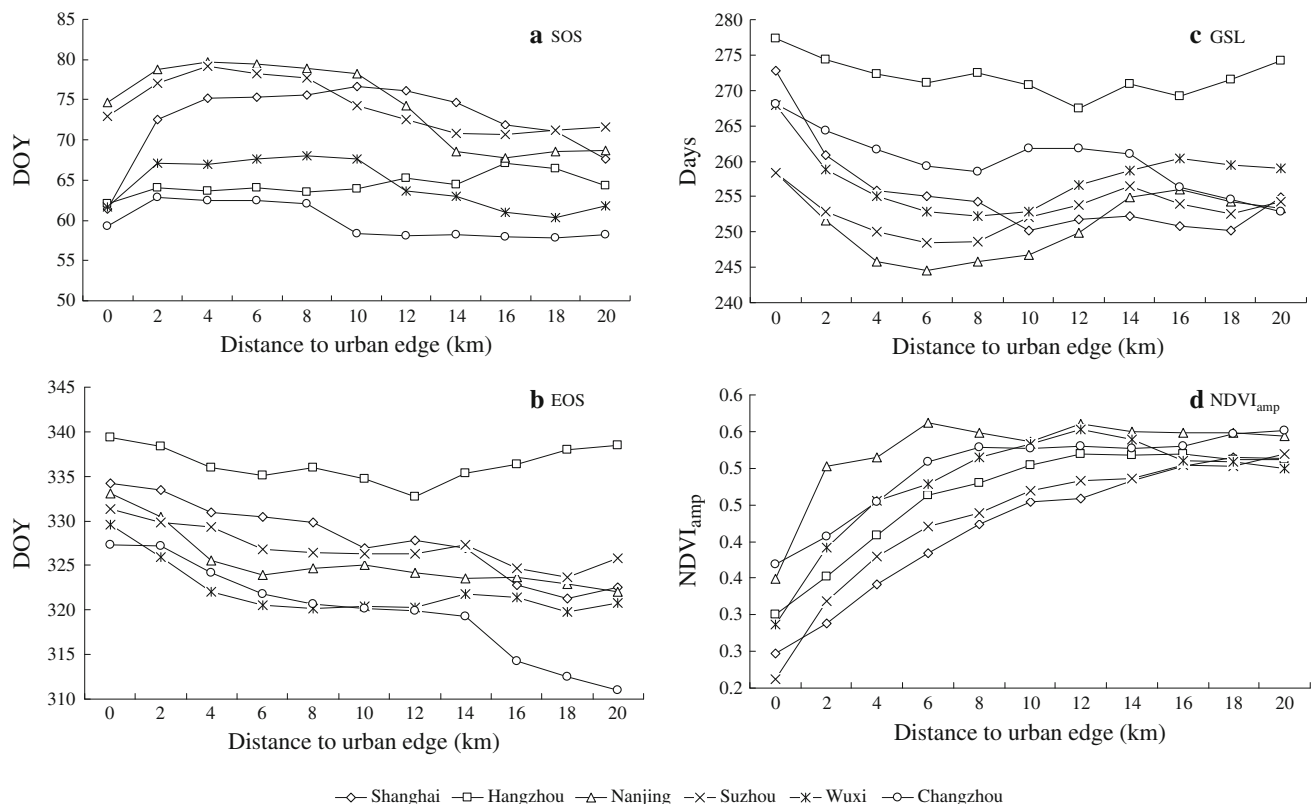 a SOS
DOY
85
80
75
70
65
60
55
50
0 2 4 6 8 10 12 14 16 18 20
Distance to urban edge (km)
c GSL
Days
280
275
270
265
260
255
250
245
240
0 2 4 6 8 10 12 14 16 18 20
Distance to urban edge (km)
b EOS
DOY
345
340
335
330
325
320
315
310
0 2 4 6 8 10 12 14 16 18 20
Distance to urban edge (km)
d NDVIamp
NDVIamp
0.6
0.6
0.5
0.5
0.4
0.4
0.3
0.3
0.2
0 2 4 6 8 10 12 14 16 18 20
Distance to urban edge (km)
Shanghai Hangzhou Nanjing Suzhou Wuxi Changzhou